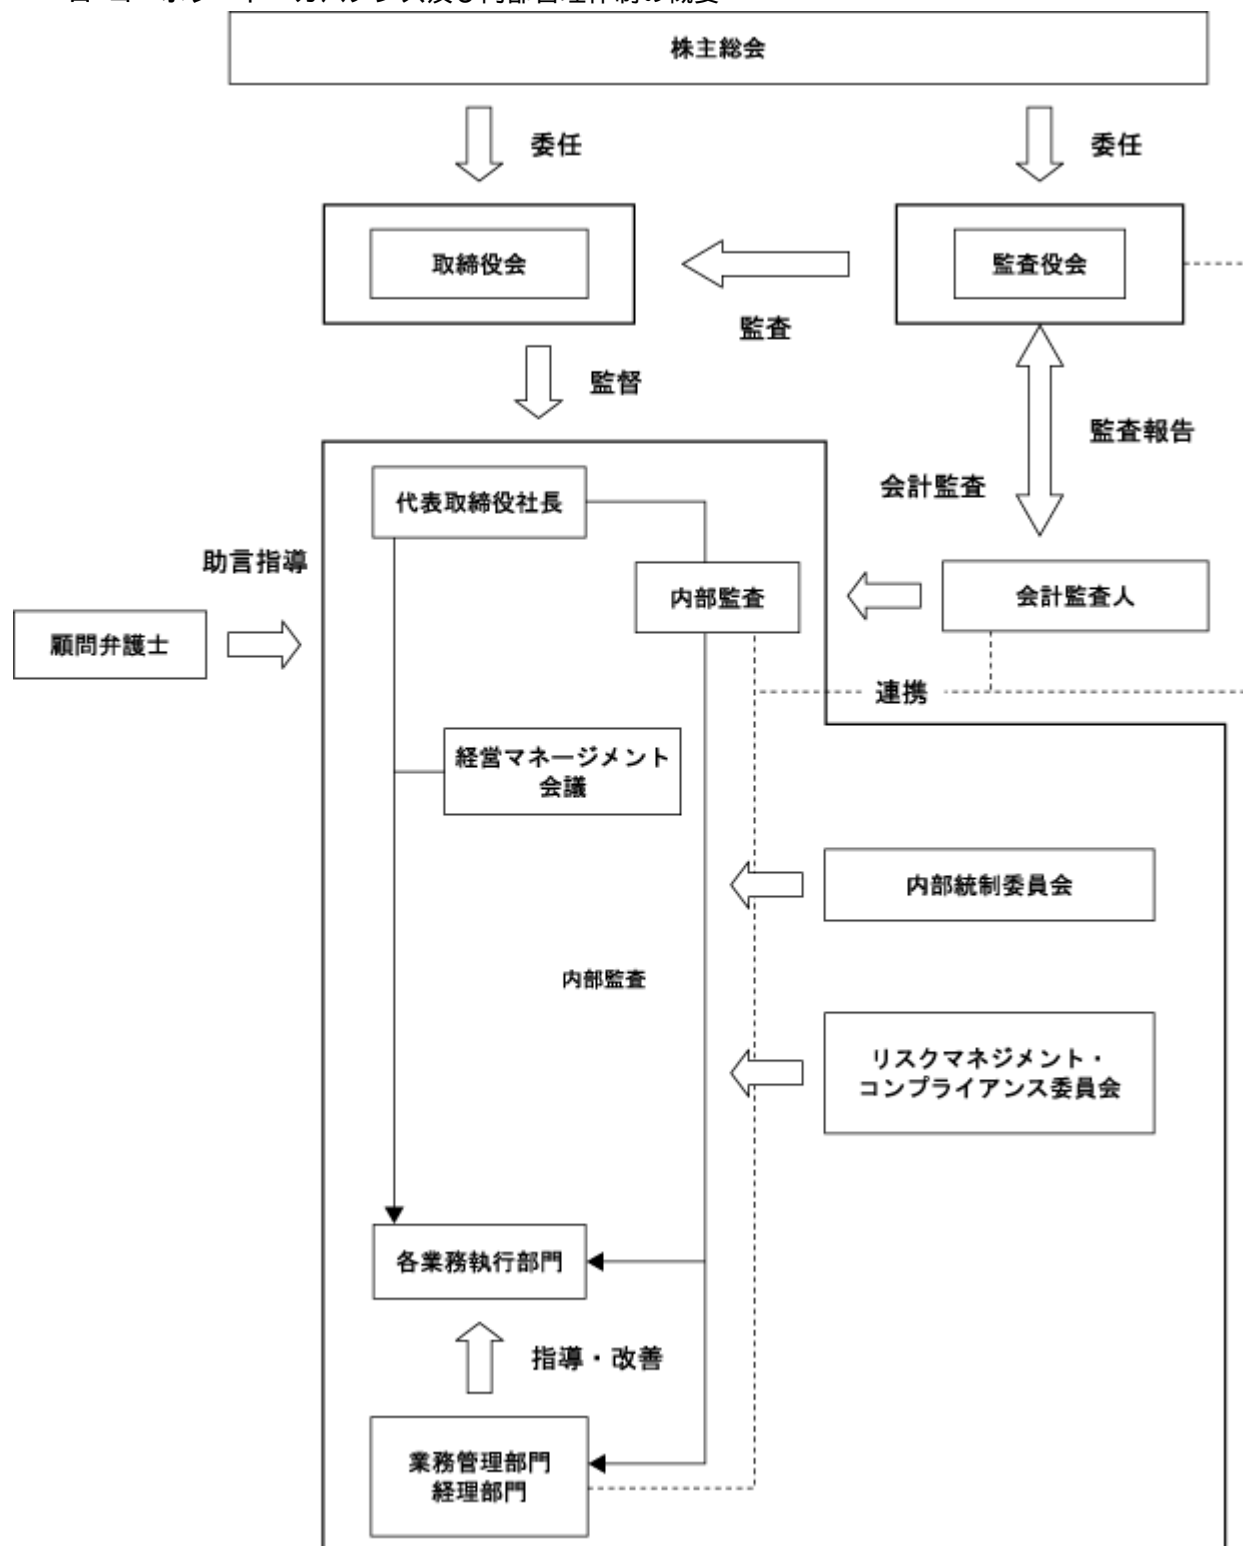 株主総会
委任
委任
取締役会
監査役会
監査
監督
監査報告
会計監査
代表取締役社長
助言指導
内部監査
会計監査人
顧問弁護士
連携
経営マネージメント
会議
内部統制委員会
内部監査
リスクマネジメント・
コンプライアンス委員会
各業務執行部門
指導・改善
業務管理部門
経理部門